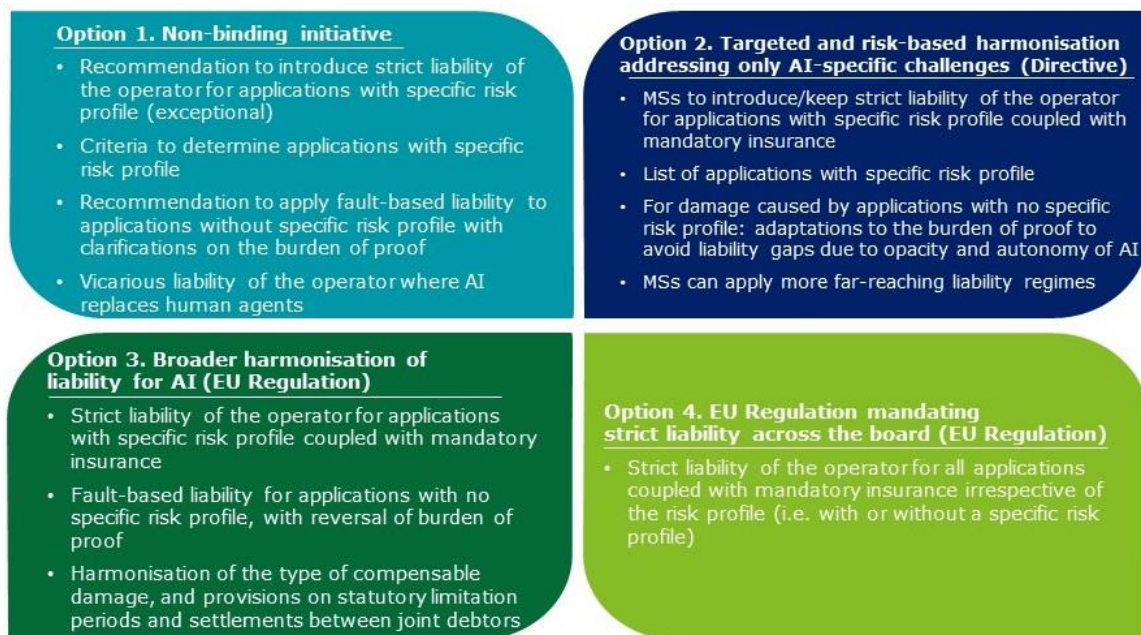 Option 1. Non-binding initiative
• Recommendation to introduce strict liability of
the operator for applications with specific risk
profile (exceptional)
• Criteria to determine applications with specific
risk profile
• Recommendation to apply fault-based liability to
applications without specific risk profile with
clarifications on the burden of proof
• Vicarious liability of the operator where AI
replaces human agents
Option 2. Targeted and risk-based harmonisation
addressing only AI-specific challenges (Directive)
• MSs to introduce/keep strict liability of the operator
for applications with specific risk profile coupled with
mandatory insurance
• List of applications with specific risk profile
• For damage caused by applications with no specific
risk profile: adaptations to the burden of proof to
avoid liability gaps due to opacity and autonomy of AI
• MSs can apply more far-reaching liability regimes
Option 3. Broader harmonisation of
liability for AI (EU Regulation)
• Strict liability of the operator for applications
with specific risk profile coupled with mandatory
insurance
• Fault-based liability for applications with no
specific risk profile, with reversal of burden of
proof
• Harmonisation of the type of compensable
damage, and provisions on statutory limitation
periods and settlements between joint debtors
Option 4. EU Regulation mandating
strict liability across the board (EU Regulation)
• Strict liability of the operator for all applications
coupled with mandatory insurance irrespective of
the risk profile (i.e. with or without a specific risk
profile)